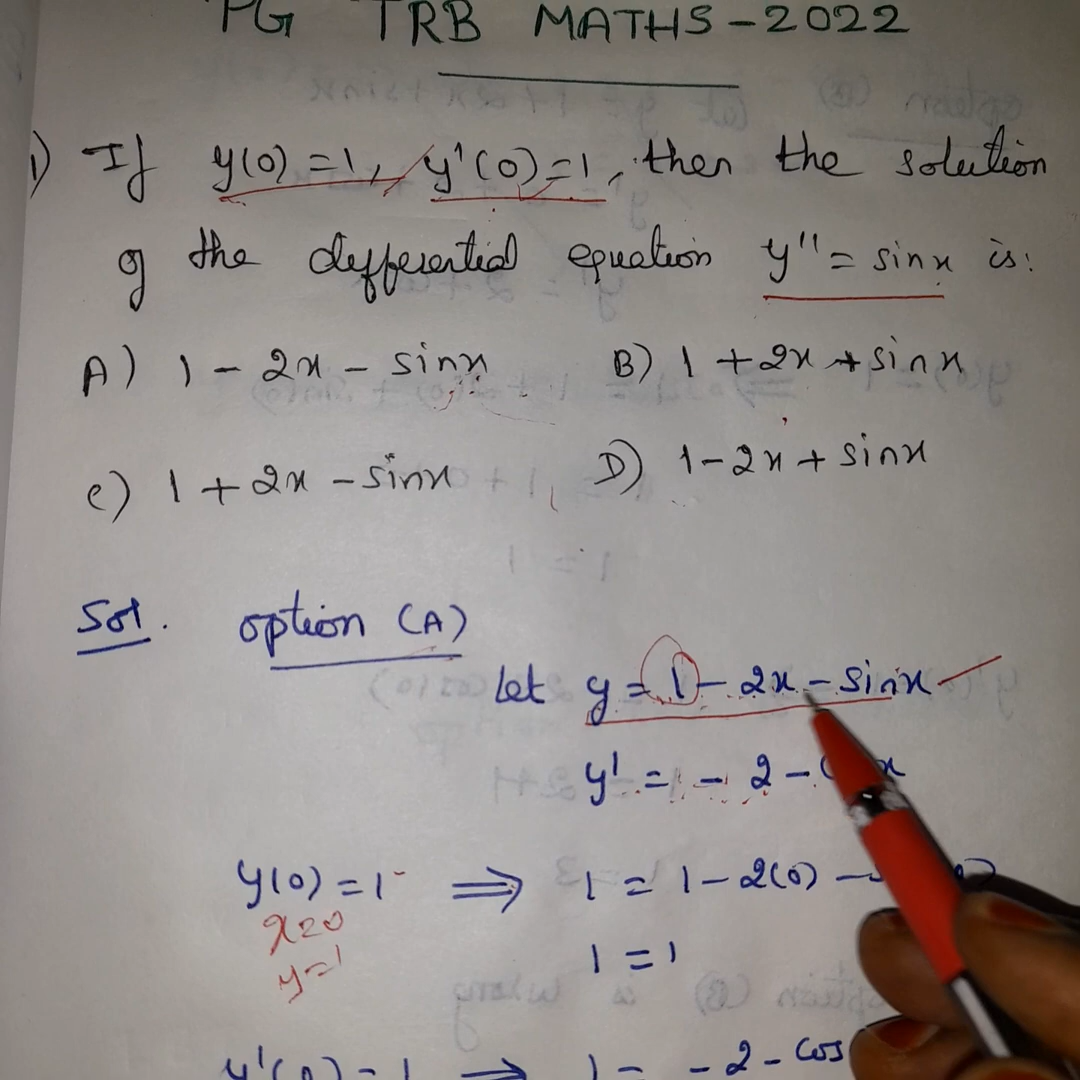 PG TRB MATHS-2022
1) If y(0)=1, y'(0)=1, then the solution
of the differential equation y''=sinx is:
A) 1 - 2x - sinx B) 1 + 2x + sinx
C) 1 + 2x - sinx D) 1 - 2x + sinx
Sol. option (A)
Let y = 1 - 2x - sinx
y' = - 2 -
y(0) = 1 ⟹ 1 = 1 - 2(0) -
x=0
y=1
1 = 1
y'(0) = 1 ⟹ 1 = -2 - cos